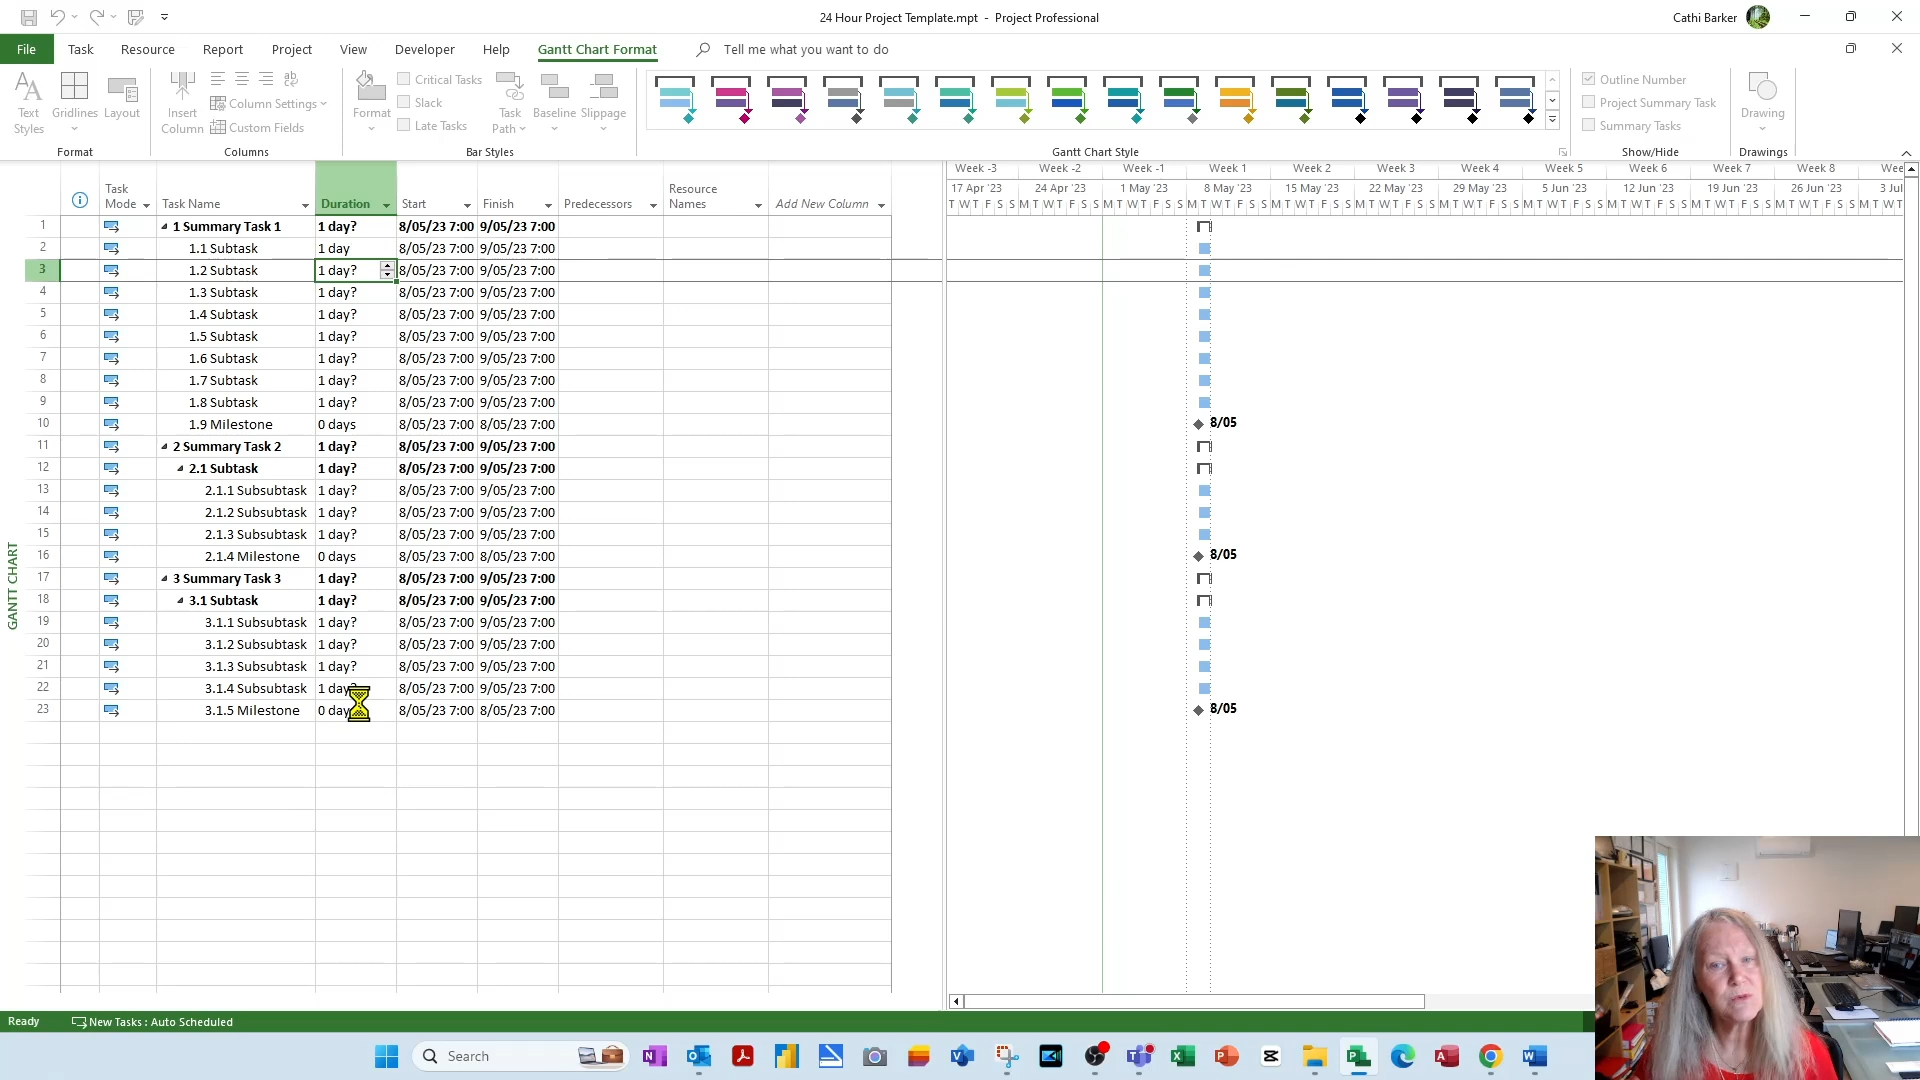 24 Hour Project Template.mpt - Project Professional
Cathi Barker
File Task Resource Report Project View Developer Help Gantt Chart Format Tell me what you want to do
Text Styles
Gridlines
Layout
Format
Insert Column
ab
Column Settings
Custom Fields
Columns
Format
Critical Tasks
Slack
Late Tasks
Task Path
Baseline
Slippage
Bar Styles
Gantt Chart Style
Outline Number
Project Summary Task
Summary Tasks
Show/Hide
Drawing
Drawings
Task Mode Task Name Duration Start Finish Predecessors Resource Names Add New Column
1 1 Summary Task 1 1 day? 8/05/23 7:00 9/05/23 7:00
2 1.1 Subtask 1 day 8/05/23 7:00 9/05/23 7:00
3 1.2 Subtask 1 day? 8/05/23 7:00 9/05/23 7:00
4 1.3 Subtask 1 day? 8/05/23 7:00 9/05/23 7:00
5 1.4 Subtask 1 day? 8/05/23 7:00 9/05/23 7:00
6 1.5 Subtask 1 day? 8/05/23 7:00 9/05/23 7:00
7 1.6 Subtask 1 day? 8/05/23 7:00 9/05/23 7:00
8 1.7 Subtask 1 day? 8/05/23 7:00 9/05/23 7:00
9 1.8 Subtask 1 day? 8/05/23 7:00 9/05/23 7:00
10 1.9 Milestone 0 days 8/05/23 7:00 8/05/23 7:00
11 2 Summary Task 2 1 day? 8/05/23 7:00 9/05/23 7:00
12 2.1 Subtask 1 day? 8/05/23 7:00 9/05/23 7:00
13 2.1.1 Subsubtask 1 day? 8/05/23 7:00 9/05/23 7:00
14 2.1.2 Subsubtask 1 day? 8/05/23 7:00 9/05/23 7:00
15 2.1.3 Subsubtask 1 day? 8/05/23 7:00 9/05/23 7:00
16 2.1.4 Milestone 0 days 8/05/23 7:00 8/05/23 7:00
17 3 Summary Task 3 1 day? 8/05/23 7:00 9/05/23 7:00
18 3.1 Subtask 1 day? 8/05/23 7:00 9/05/23 7:00
19 3.1.1 Subsubtask 1 day? 8/05/23 7:00 9/05/23 7:00
20 3.1.2 Subsubtask 1 day? 8/05/23 7:00 9/05/23 7:00
21 3.1.3 Subsubtask 1 day? 8/05/23 7:00 9/05/23 7:00
22 3.1.4 Subsubtask 1 day? 8/05/23 7:00 9/05/23 7:00
23 3.1.5 Milestone 0 day 8/05/23 7:00 8/05/23 7:00
GANTT CHART
Week -3 Week -2 Week -1 Week 1 Week 2 Week 3 Week 4 Week 5 Week 6 Week 7 Week 8 Wee
17 Apr '23 24 Apr '23 1 May '23 8 May '23 15 May '23 22 May '23 29 May '23 5 Jun '23 12 Jun '23 19 Jun '23 26 Jun '23 3 Jul
T W T F S S M T W T F S S M T W T F S S M T W T F S S M T W T F S S M T W T F S S M T W T F S S M T W T F S S M T W T F S S M T W T F S S M T W T F S S M T W T F S S M T W T
8/05
8/05
8/05
Ready New Tasks : Auto Scheduled
Search